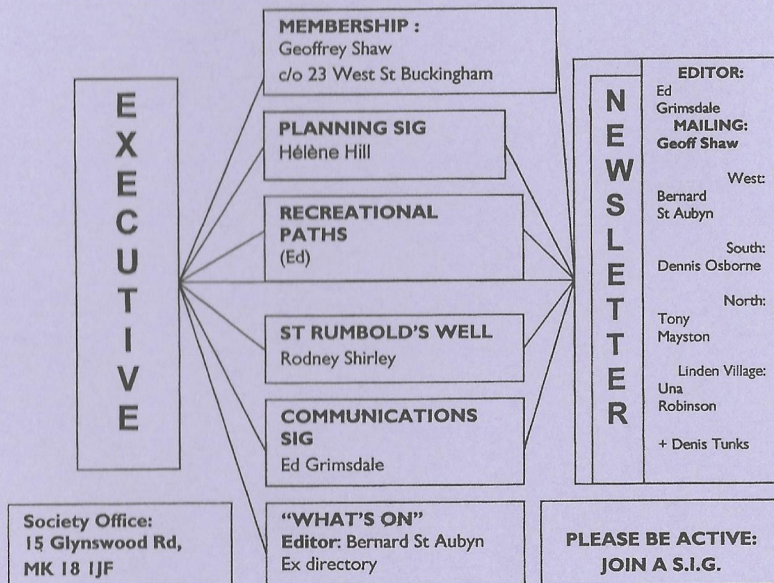 EXECUTIVE
MEMBERSHIP :
Geoffrey Shaw
c/o 23 West St Buckingham
PLANNING SIG
Hélène Hill
RECREATIONAL
PATHS
(Ed)
ST RUMBOLD'S WELL
Rodney Shirley
COMMUNICATIONS
SIG
Ed Grimsdale
"WHAT'S ON"
Editor: Bernard St Aubyn
Ex directory
NEWSLETTER
EDITOR:
Ed
Grimsdale
MAILING:
Geoff Shaw
West:
Bernard
St Aubyn
South:
Dennis Osborne
North:
Tony
Mayston
Linden Village:
Una
Robinson
+ Denis Tunks
Society Office:
15 Glynswood Rd,
MK 18 1JF
PLEASE BE ACTIVE:
JOIN A S.I.G.